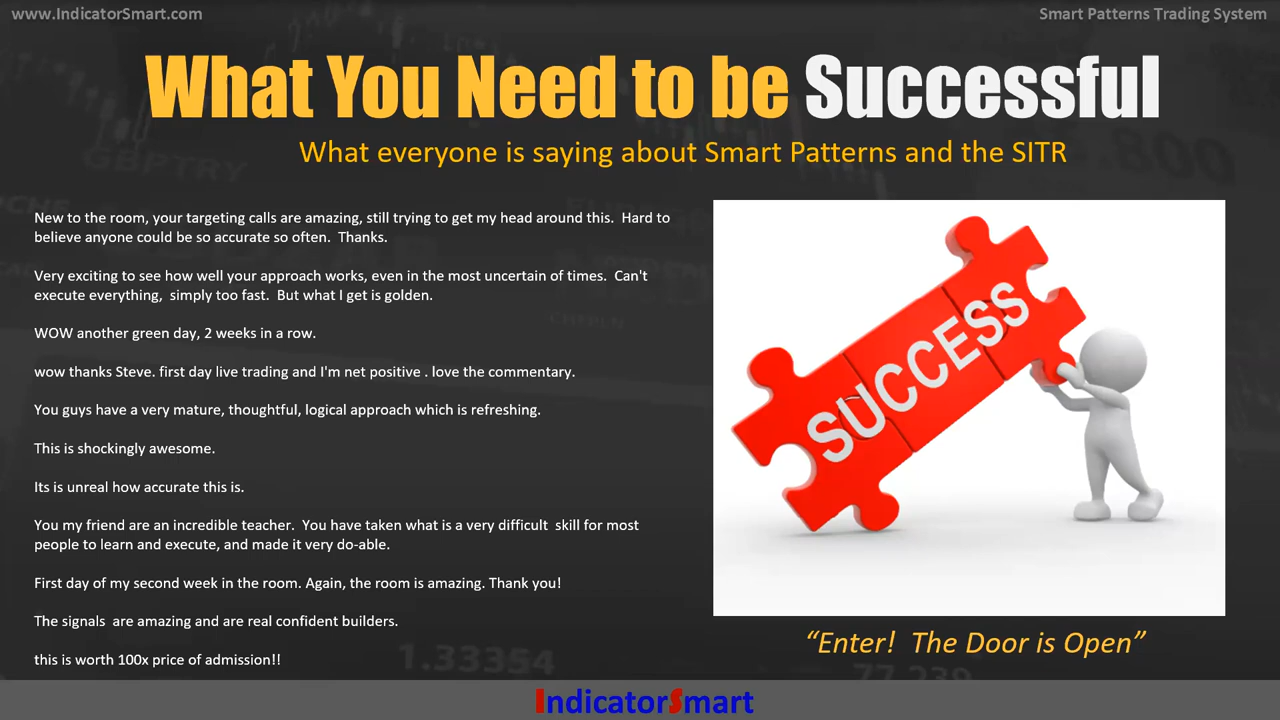 www.IndicatorSmart.com
Smart Patterns Trading System
What You Need to be Successful
What everyone is saying about Smart Patterns and the SITR
New to the room, your targeting calls are amazing, still trying to get my head around this.  Hard to
believe anyone could be so accurate so often.  Thanks.
Very exciting to see how well your approach works, even in the most uncertain of times.  Can't
execute everything,  simply too fast.  But what I get is golden.
WOW another green day, 2 weeks in a row.
wow thanks Steve. first day live trading and I'm net positive . love the commentary.
You guys have a very mature, thoughtful, logical approach which is refreshing.
This is shockingly awesome.
Its is unreal how accurate this is.
You my friend are an incredible teacher.  You have taken what is a very difficult  skill for most
people to learn and execute, and made it very do-able.
First day of my second week in the room. Again, the room is amazing. Thank you!
The signals  are amazing and are real confident builders.
this is worth 100x price of admission!!
SUCCESS
“Enter!  The Door is Open”
GBPTRY
.800
1.33354
77.239
IndicatorSmart